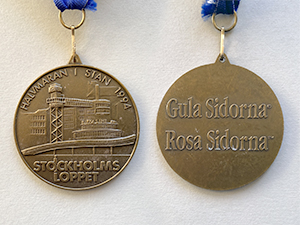 HALVMARAN I STAN 1994
STOCKHOLMS
LOPPET
Gula Sidorna
Rosa Sidorna